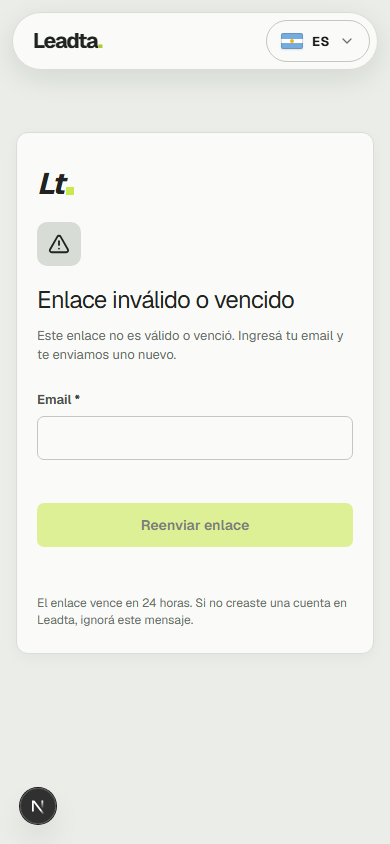 Leadta.
ES
Lt.
Enlace inválido o vencido
Este enlace no es válido o venció. Ingresá tu email y
te enviamos uno nuevo.
Email *
Reenviar enlace
El enlace vence en 24 horas. Si no creaste una cuenta en
Leadta, ignorá este mensaje.
N